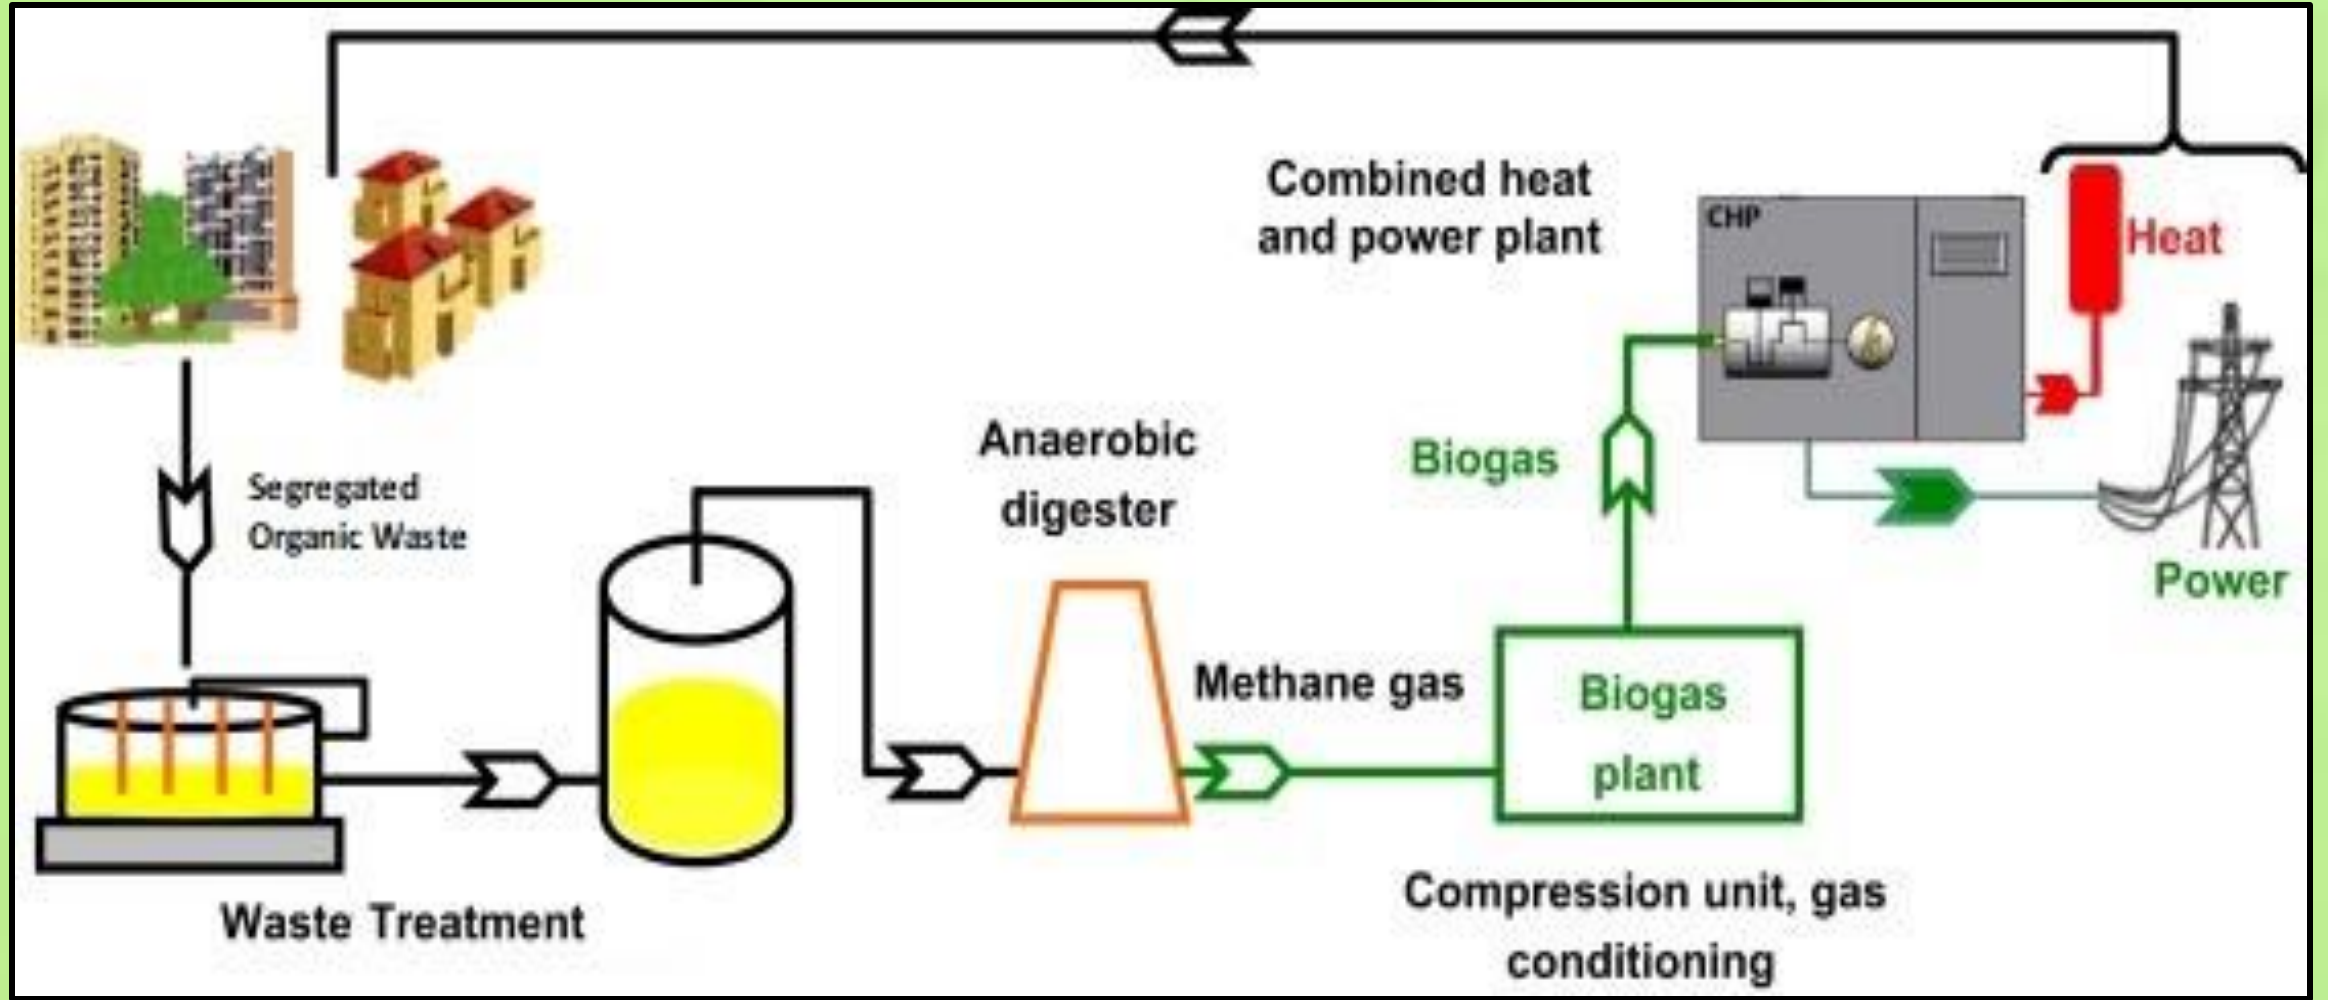 Combined heat
and power plant
CHP
Heat
Segregated
Organic Waste
Anaerobic
digester
Biogas
Power
Methane gas
Biogas
plant
Waste Treatment
Compression unit, gas
conditioning